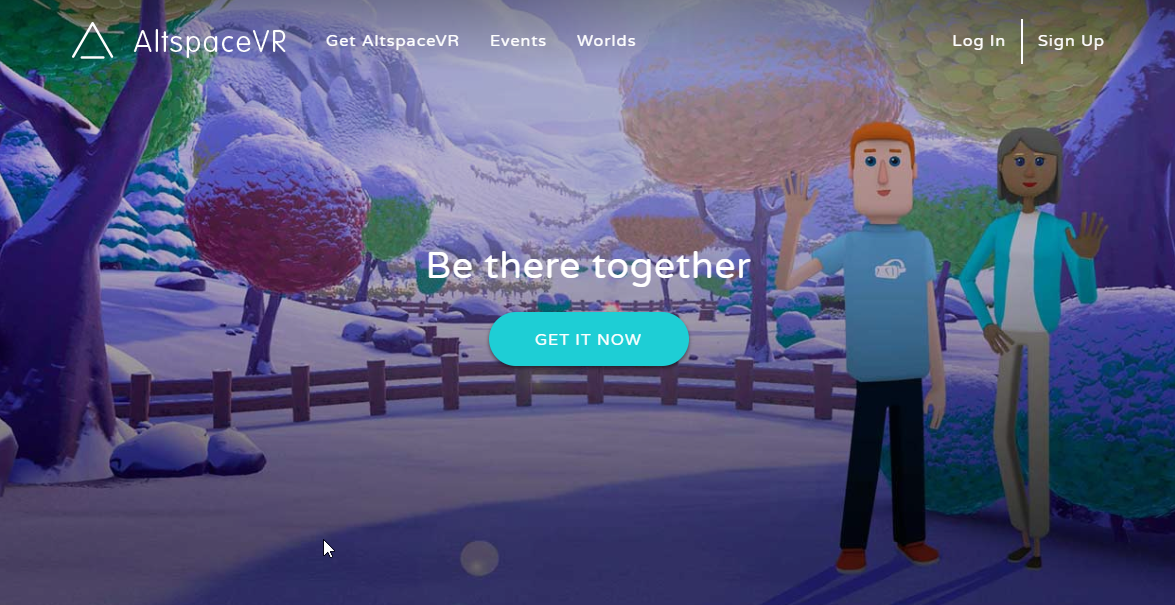 AltspaceVR Get AltspaceVR Events Worlds Log In Sign Up
Be there together
GET IT NOW